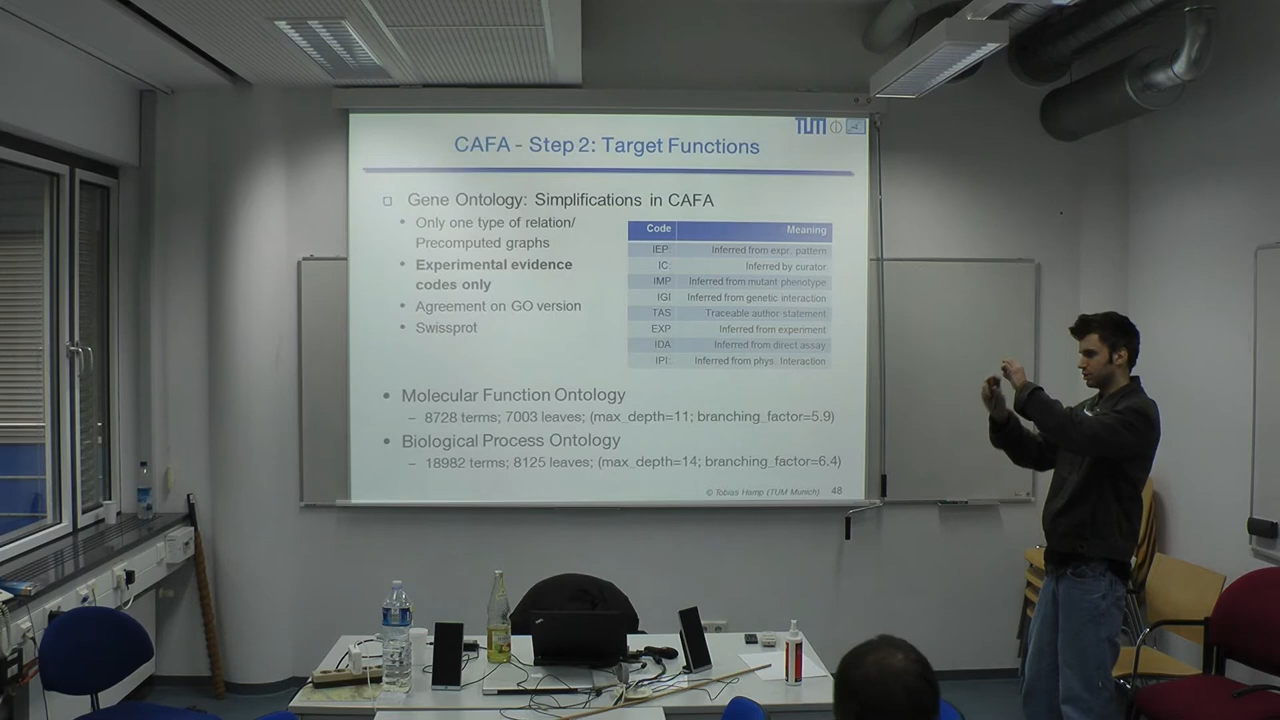 TUM
CAFA - Step 2: Target Functions
Gene Ontology: Simplifications in CAFA
• Only one type of relation/
Precomputed graphs
• Experimental evidence
codes only
• Agreement on GO version
• Swissprot
Code Meaning
IEP: Inferred from expr. pattern
IC: Inferred by curator
IMP Inferred from mutant phenotype
IGI Inferred from genetic interaction
TAS Traceable author statement
EXP Inferred from experiment
IDA Inferred from direct assay
IPI: Inferred from phys. Interaction
• Molecular Function Ontology
– 8728 terms; 7003 leaves; (max_depth=11; branching_factor=5.9)
• Biological Process Ontology
– 18982 terms; 8125 leaves; (max_depth=14; branching_factor=6.4)
© Tobias Hamp (TUM Munich) 48